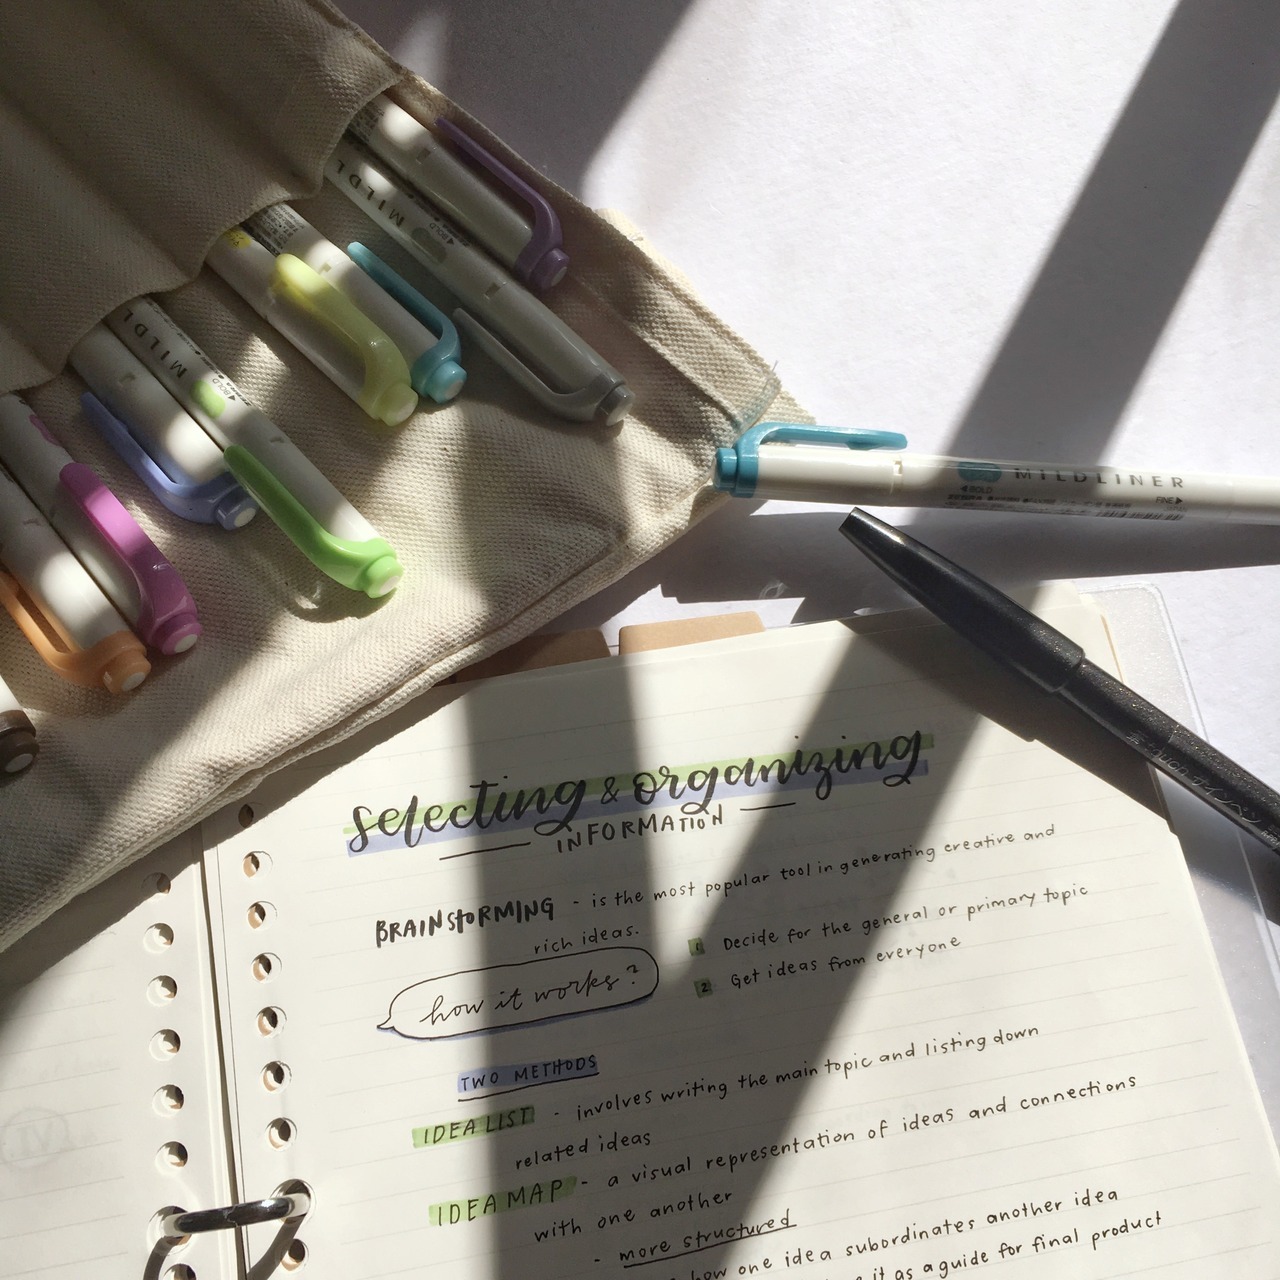 MILDL
MILD
BOLD
MILDL
BOLD
MILDLINER
BOLD
FINE
selecting & organizing
INFORMATION
BRAINSTORMING - is the most popular tool in generating creative and
rich ideas.
how it works?
1 Decide for the general or primary topic
2 Get ideas from everyone
TWO METHODS
IDEA LIST - involves writing the main topic and listing down
related ideas
IDEA MAP - a visual representation of ideas and connections
with one another
- more structured
how one idea subordinates another idea
it as a guide for final product